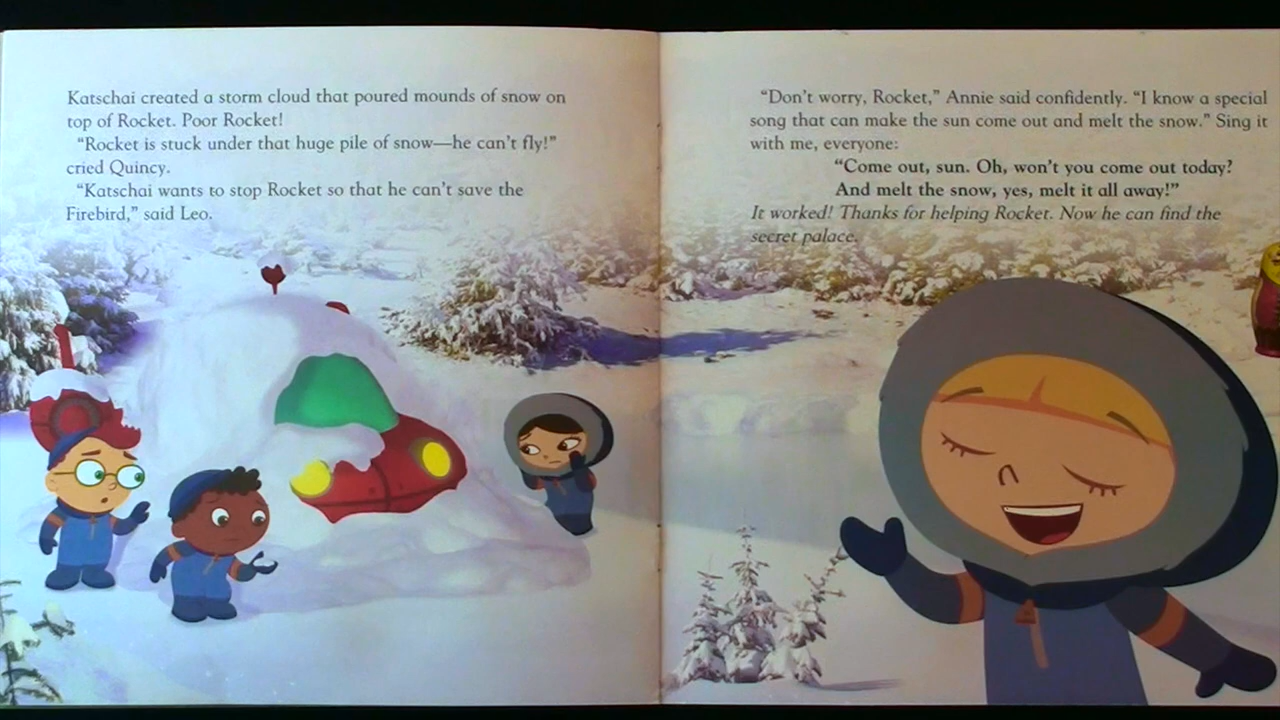 Katschai created a storm cloud that poured mounds of snow on
top of Rocket. Poor Rocket!
“Rocket is stuck under that huge pile of snow—he can’t fly!”
cried Quincy.
“Katschai wants to stop Rocket so that he can’t save the
Firebird,” said Leo.
“Don’t worry, Rocket,” Annie said confidently. “I know a special
song that can make the sun come out and melt the snow.” Sing it
with me, everyone:
“Come out, sun. Oh, won’t you come out today?
And melt the snow, yes, melt it all away!”
It worked! Thanks for helping Rocket. Now he can find the
secret palace.